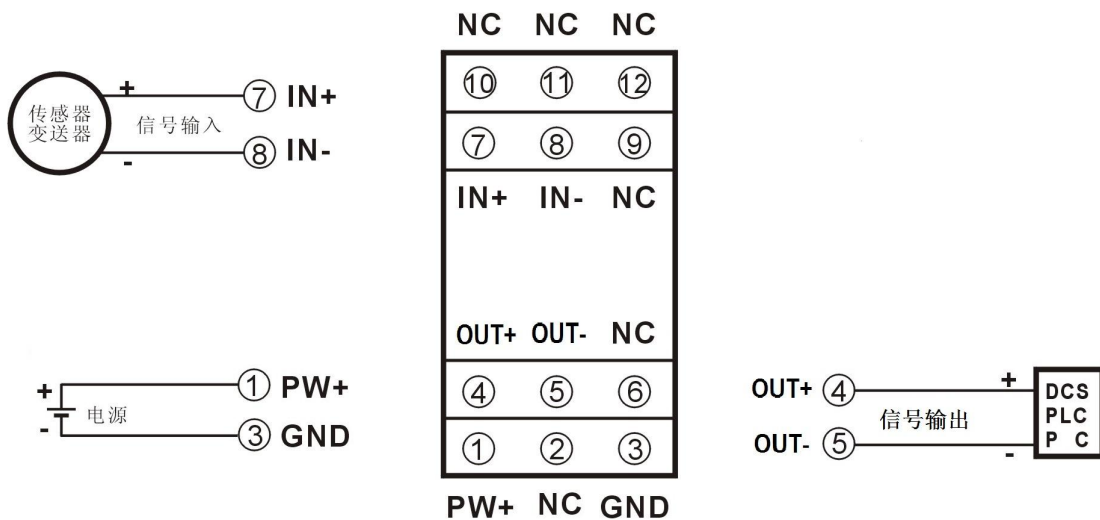 NC NC NC
⑩ ⑪ ⑫
⑦ ⑧ ⑨
IN+ IN- NC
OUT+ OUT- NC
④ ⑤ ⑥
① ② ③
PW+ NC GND
传感器
变送器
+
信号输入
-
⑦ IN+
⑧ IN-
+
电源
-
① PW+
③ GND
OUT+ ④
信号输出
OUT- ⑤
+
-
DCS
PLC
P C